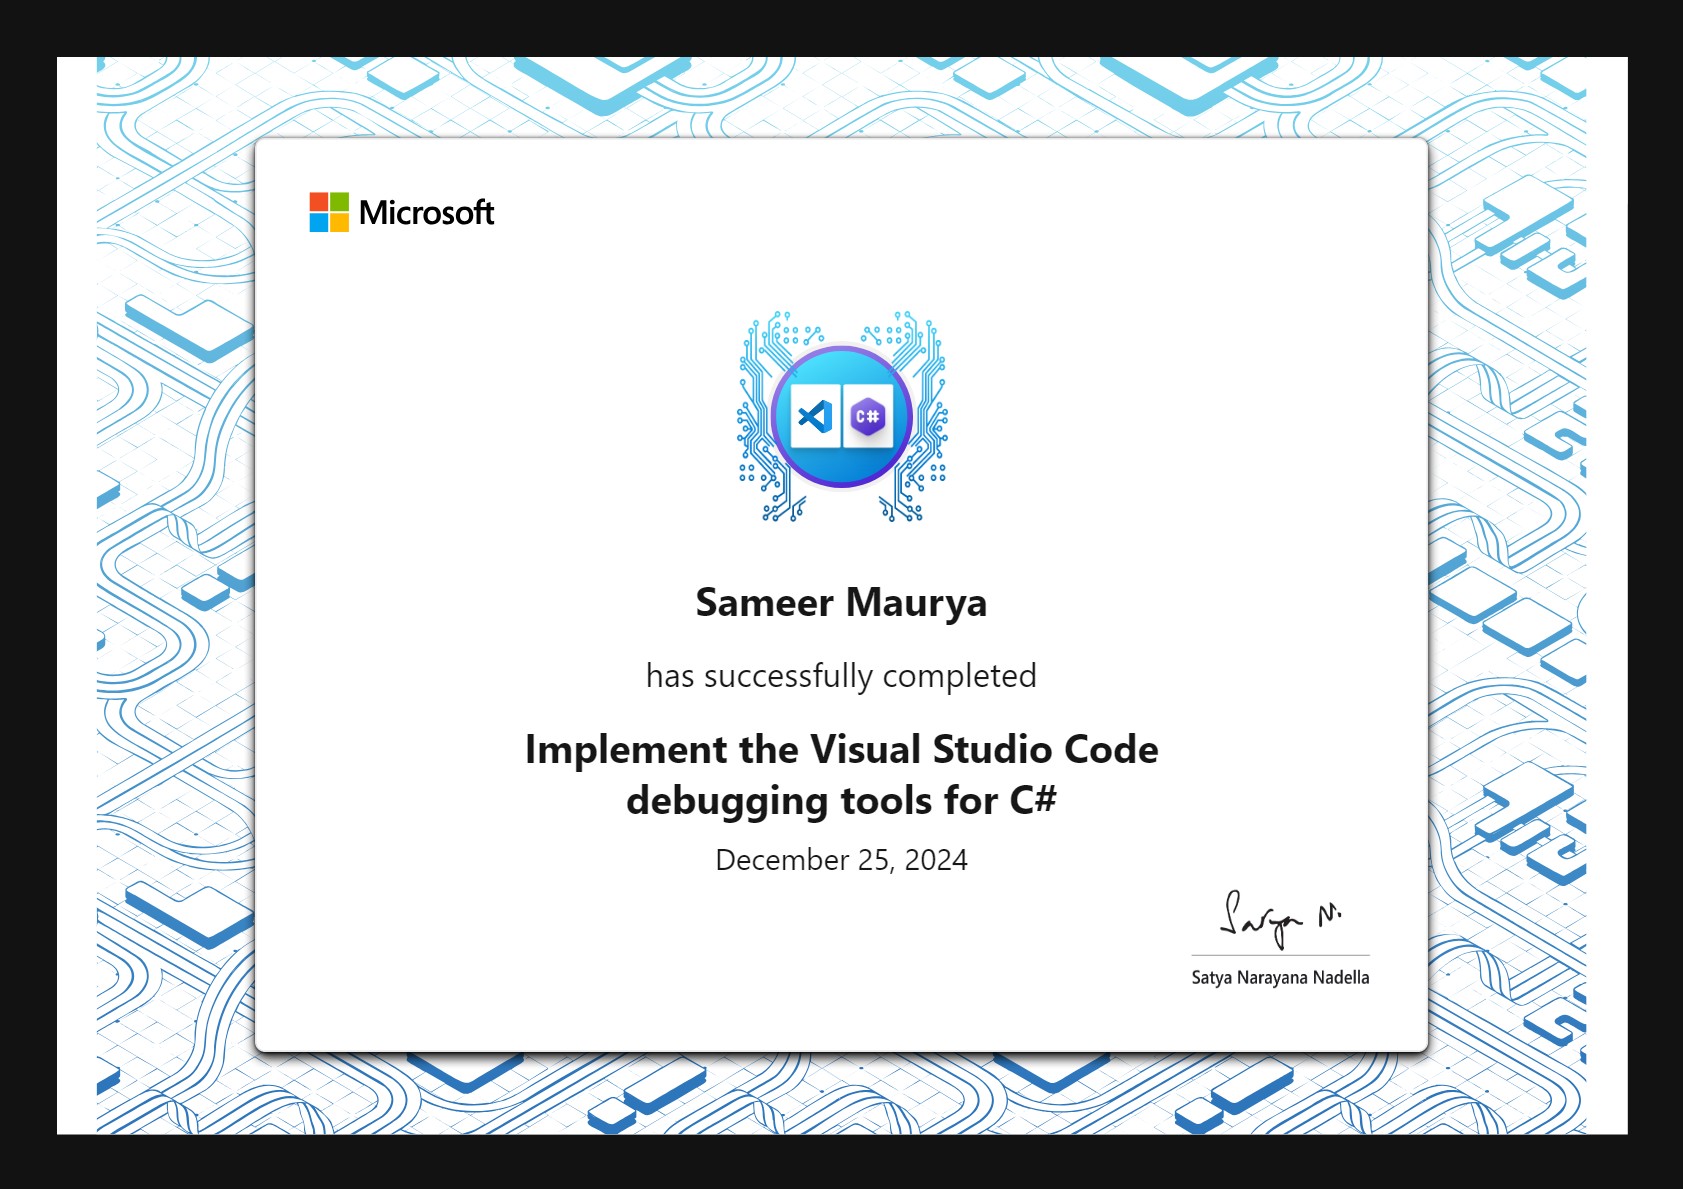 Microsoft
C#
Sameer Maurya
has successfully completed
Implement the Visual Studio Code
debugging tools for C#
December 25, 2024
Satya N.
Satya Narayana Nadella